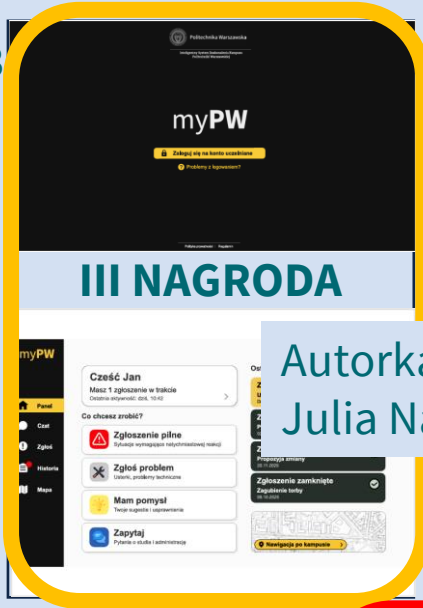 Politechnika Warszawska
myPW
Zaloguj się na konto uczelniane
Problemy z logowaniem?
Polityka prywatności Regulamin
III NAGRODA
myPW
Panel
Czat
Zgłoś
Historia
Mapa
Cześć Jan
Masz 1 zgłoszenie w trakcie
Ostatnia aktywność: dziś, 10:42
Co chcesz zrobić?
Zgłoszenie pilne
Sytuacje wymagające natychmiastowej reakcji
Zgłoś problem
Usterki, problemy techniczne
Mam pomysł
Twoje sugestie i usprawnienia
Zapytaj
Pytania o studia i administrację
Autorka
Julia Na
Propozycja zmiany
Zgłoszenie zamknięte
Zagubienie torby
Nawigacja po kampusie